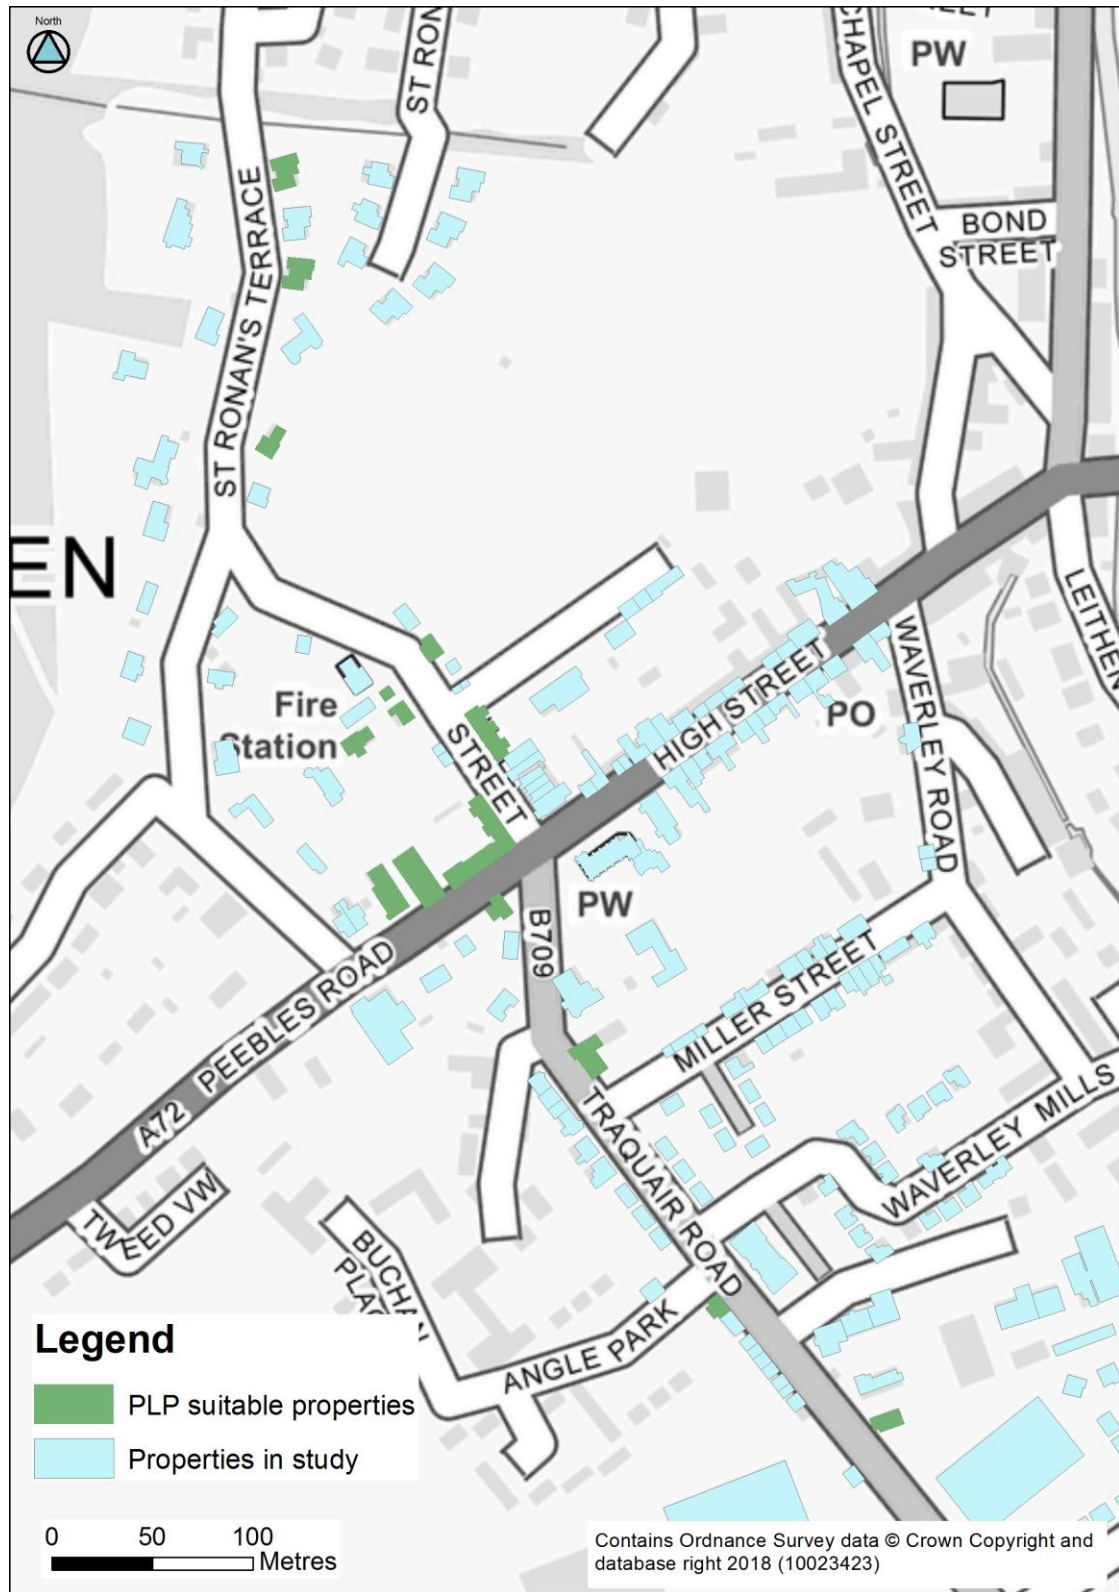 North
ST RON
CHAPEL STREET
PW
BOND
STREET
ST RONAN'S TERRACE
EN
LEITHEN
WAVERLEY ROAD
HIGH STREET
PO
Fire
Station
STREET
PW
B709
A72 PEEBLES ROAD
MILLER STREET
TRAQUAIR ROAD
WAVERLEY MILLS
TWEED VW
BUCHAN
PLACE
ANGLE PARK
Legend
PLP suitable properties
Properties in study
0 50 100
Metres
Contains Ordnance Survey data © Crown Copyright and
database right 2018 (10023423)